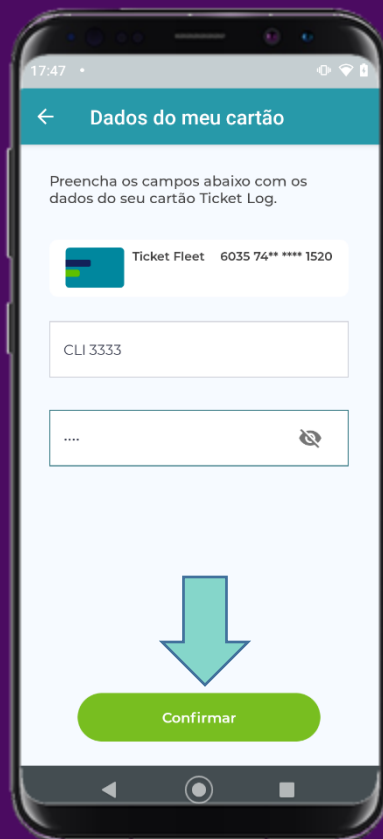 17:47
Dados do meu cartão
Preencha os campos abaixo com os
dados do seu cartão Ticket Log.
Ticket Fleet 6035 74** **** 1520
CLI 3333
....
Confirmar